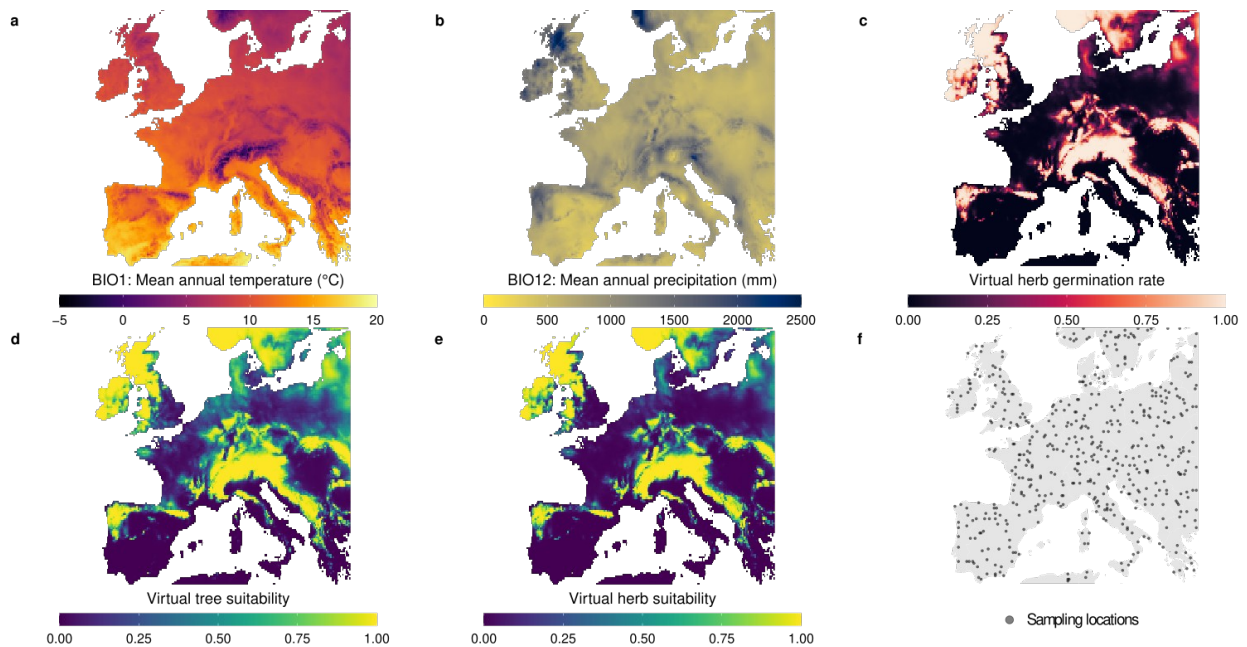 a
b
c
BIO1: Mean annual temperature (°C)
BIO12: Mean annual precipitation (mm)
Virtual herb germination rate
−5 0 5 10 15 20
0 500 1000 1500 2000 2500
0.00 0.25 0.50 0.75 1.00
d
e
f
Virtual tree suitability
Virtual herb suitability
Sampling locations
0.00 0.25 0.50 0.75 1.00
0.00 0.25 0.50 0.75 1.00